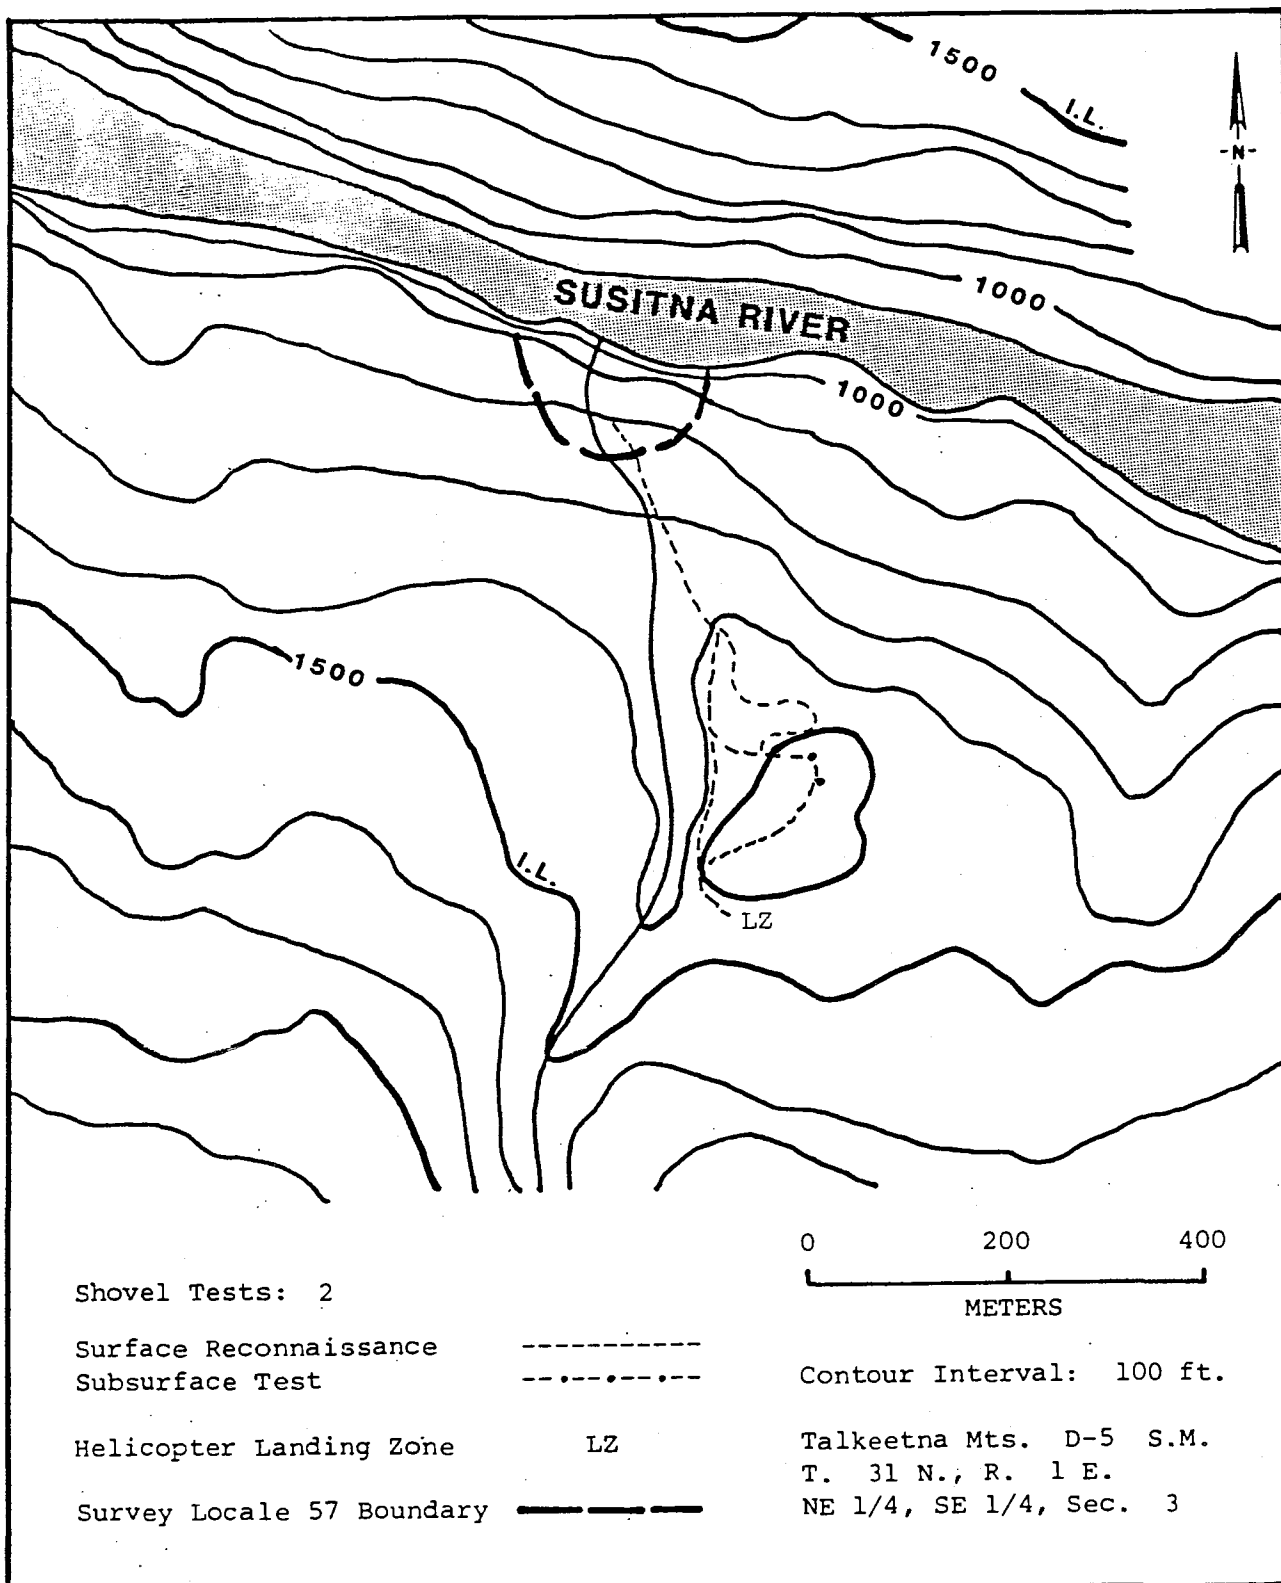 1500
I.L.
-N-
SUSITNA RIVER
1000
1000
1500
I.L.
LZ
0 200 400
METERS
Shovel Tests: 2
Surface Reconnaissance
Subsurface Test
Contour Interval: 100 ft.
Helicopter Landing Zone LZ
Talkeetna Mts. D-5 S.M.
T. 31 N., R. 1 E.
Survey Locale 57 Boundary
NE 1/4, SE 1/4, Sec. 3